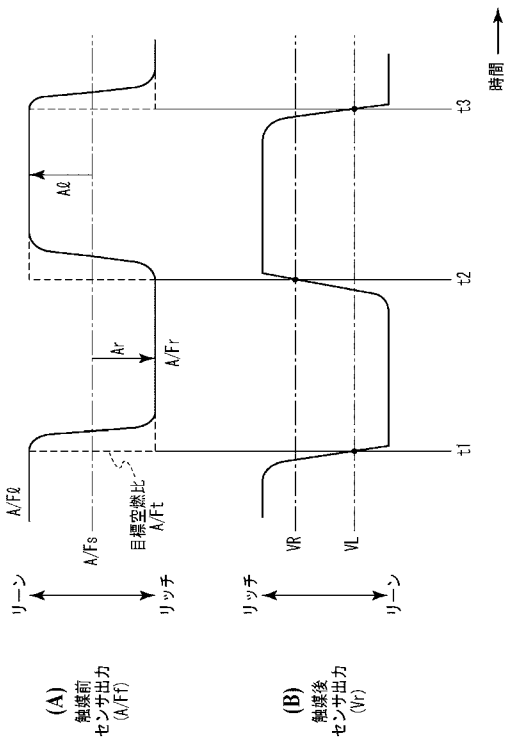 (A)
触媒前
センサ出力
(A/Ff)
リーン
リッチ
A/Fℓ
A/Fs
目標空燃比
A/Ft
Ar
A/Fr
Aℓ
(B)
触媒後
センサ出力
(Vr)
リッチ
リーン
VR
VL
t1
t2
t3
時間